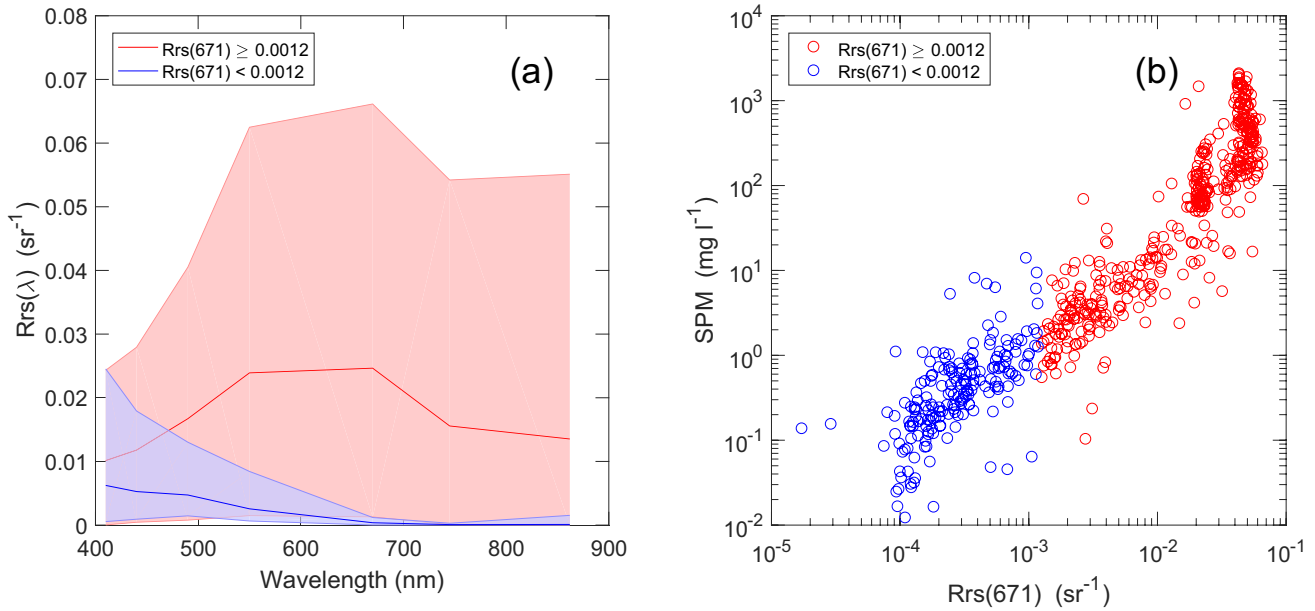 0.08
0.07
0.06
0.05
0.04
0.03
0.02
0.01
0
Rrs(λ) (sr⁻¹)
Rrs(671) ≥ 0.0012
Rrs(671) < 0.0012
(a)
400 500 600 700 800 900
Wavelength (nm)
10⁴
10³
10²
10¹
10⁰
10⁻¹
10⁻²
SPM (mg l⁻¹)
Rrs(671) ≥ 0.0012
Rrs(671) < 0.0012
(b)
10⁻⁵ 10⁻⁴ 10⁻³ 10⁻² 10⁻¹
Rrs(671) (sr⁻¹)